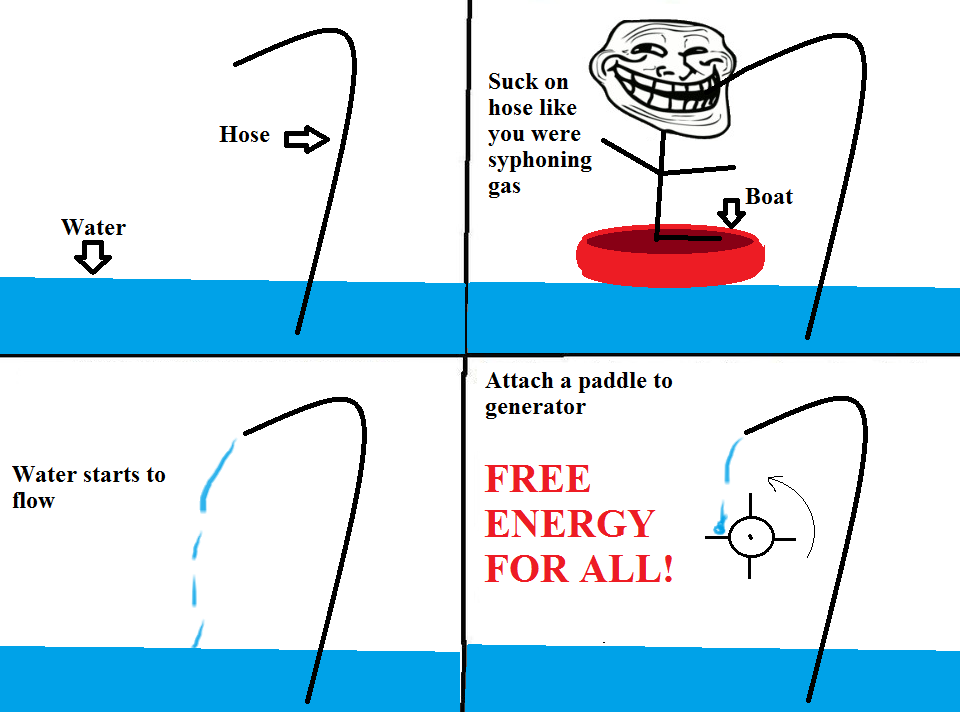 Hose
Water
Suck on
hose like
you were
syphoning
gas
Boat
Water starts to
flow
Attach a paddle to
generator
FREE
ENERGY
FOR ALL!